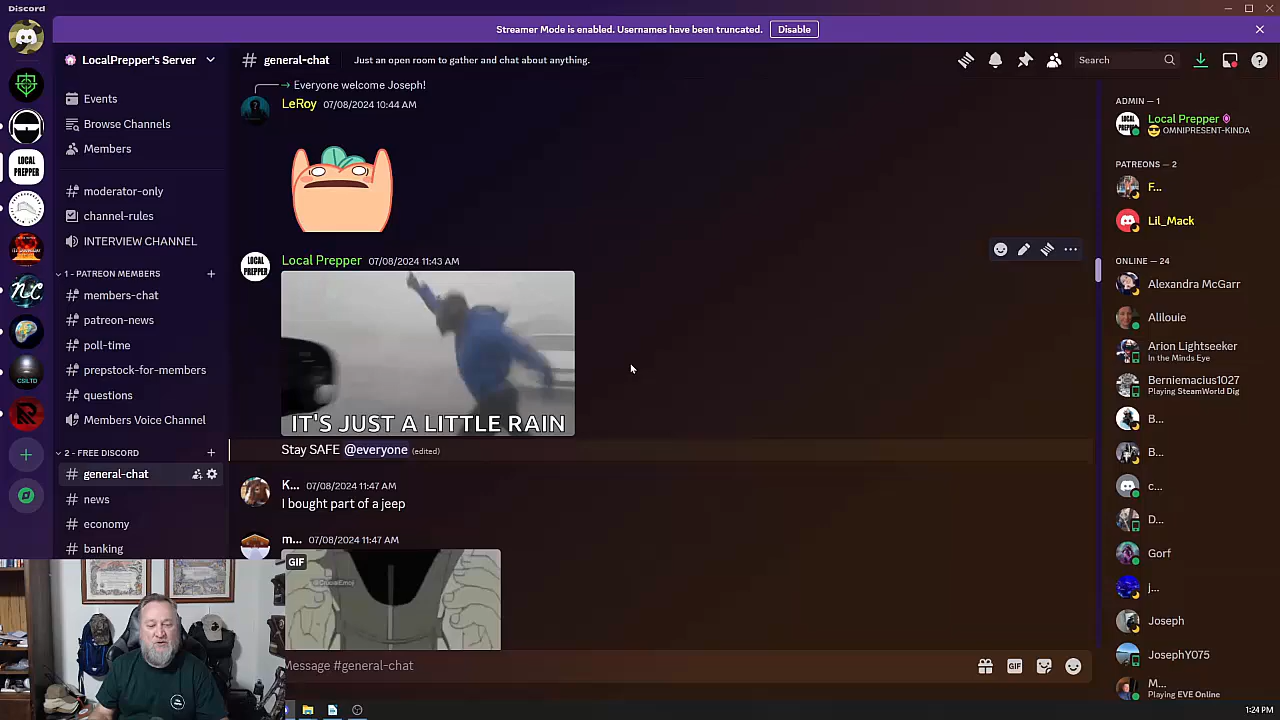 Discord
Streamer Mode is enabled. Usernames have been truncated.
Disable
LocalPrepper's Server
general-chat
Just an open room to gather and chat about anything.
Search
Events
Browse Channels
Members
moderator-only
channel-rules
INTERVIEW CHANNEL
1 - PATREON MEMBERS
members-chat
patreon-news
poll-time
prepstock-for-members
questions
Members Voice Channel
2 - FREE DISCORD
general-chat
news
economy
banking
LOCAL
PREPPER
NC
CSILTD
Everyone welcome Joseph!
LeRoy 07/08/2024 10:44 AM
LOCAL
PREPPER
Local Prepper 07/08/2024 11:43 AM
IT'S JUST A LITTLE RAIN
Stay SAFE @everyone (edited)
K... 07/08/2024 11:47 AM
I bought part of a jeep
m... 07/08/2024 11:47 AM
GIF
Message #general-chat
GIF
ADMIN — 1
Local Prepper
OMNIPRESENT-KINDA
PATREONS — 2
F...
Lil_Mack
ONLINE — 24
Alexandra McGarr
Allouie
Arion Lightseeker
In the Minds Eye
Berniemacius1027
Playing SteamWorld Dig
B...
B...
c...
D...
Gorf
j...
Joseph
JosephY075
M...
Playing EVE Online
1:24 PM